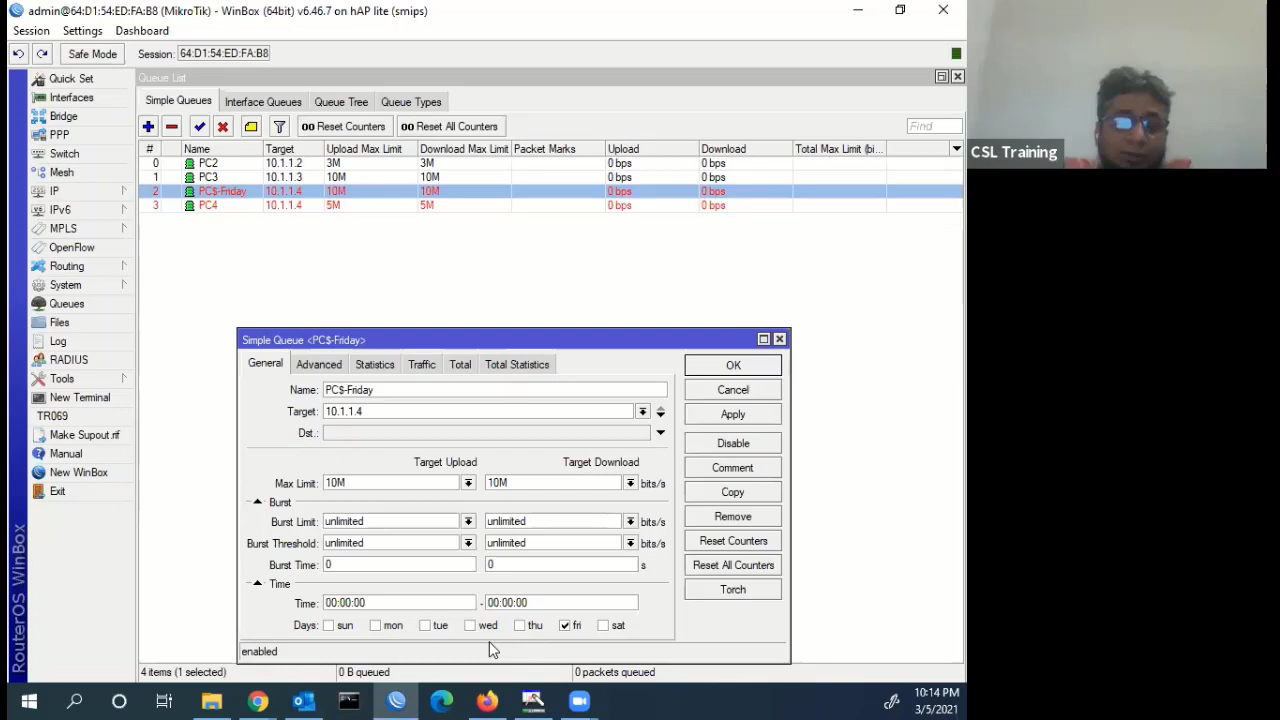 admin@64:D1:54:ED:FA:B8 (MikroTik) - WinBox (64bit) v6.46.7 on hAP lite (smips)
Session Settings Dashboard
Safe Mode Session: 64:D1:54:ED:FA:B8
Quick Set
Interfaces
Bridge
PPP
Switch
Mesh
IP
IPv6
MPLS
OpenFlow
Routing
System
Queues
Files
Log
RADIUS
Tools
New Terminal
TR069
Make Supout.rif
Manual
New WinBox
Exit
RouterOS WinBox
Queue List
Simple Queues Interface Queues Queue Tree Queue Types
00 Reset Counters 00 Reset All Counters Find
# Name Target Upload Max Limit Download Max Limit Packet Marks Upload Download Total Max Limit (bi...
0 PC2 10.1.1.2 3M 3M 0 bps 0 bps
1 PC3 10.1.1.3 10M 10M 0 bps 0 bps
2 PC$-Friday 10.1.1.4 10M 10M 0 bps 0 bps
3 PC4 10.1.1.4 5M 5M 0 bps 0 bps
Simple Queue <PC$-Friday>
General Advanced Statistics Traffic Total Total Statistics
Name: PC$-Friday
Target: 10.1.1.4
Dst.:
Target Upload Target Download
Max Limit: 10M 10M bits/s
Burst
Burst Limit: unlimited unlimited bits/s
Burst Threshold: unlimited unlimited bits/s
Burst Time: 0 0 s
Time
Time: 00:00:00 - 00:00:00
Days: sun mon tue wed thu fri sat
enabled
OK
Cancel
Apply
Disable
Comment
Copy
Remove
Reset Counters
Reset All Counters
Torch
4 items (1 selected) 0 B queued 0 packets queued
CSL Training
10:14 PM
3/5/2021